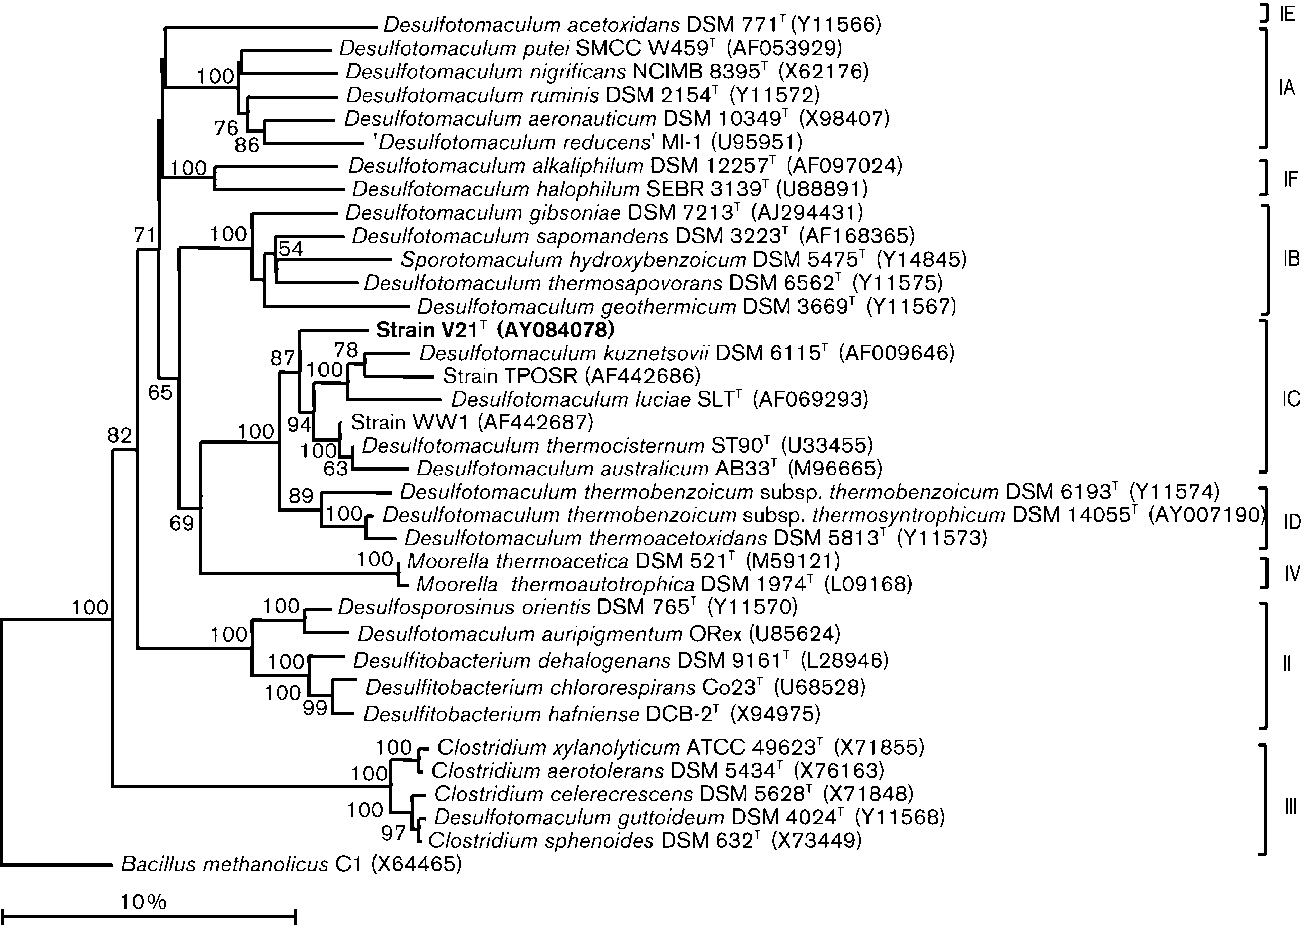 Desulfotomaculum acetoxidans DSM 771ᵀ (Y11566) IE
Desulfotomaculum putei SMCC W459ᵀ (AF053929)
100 Desulfotomaculum nigrificans NCIMB 8395ᵀ (X62176)
Desulfotomaculum ruminis DSM 2154ᵀ (Y11572) IA
76 Desulfotomaculum aeronauticum DSM 10349ᵀ (X98407)
86 'Desulfotomaculum reducens' MI-1 (U95951)
100 Desulfotomaculum alkaliphilum DSM 12257ᵀ (AF097024)
Desulfotomaculum halophilum SEBR 3139ᵀ (U88891) IF
Desulfotomaculum gibsoniae DSM 7213ᵀ (AJ294431)
71 100 Desulfotomaculum sapomandens DSM 3223ᵀ (AF168365)
54 Sporotomaculum hydroxybenzoicum DSM 5475ᵀ (Y14845) IB
Desulfotomaculum thermosapovorans DSM 6562ᵀ (Y11575)
Desulfotomaculum geothermicum DSM 3669ᵀ (Y11567)
Strain V21ᵀ (AY084078)
87 78 Desulfotomaculum kuznetsovii DSM 6115ᵀ (AF009646)
100 Strain TPOSR (AF442686)
65 Desulfotomaculum luciae SLTᵀ (AF069293) IC
94 Strain WW1 (AF442687)
82 100 100 Desulfotomaculum thermocisternum ST90ᵀ (U33455)
63 Desulfotomaculum australicum AB33ᵀ (M96665)
89 Desulfotomaculum thermobenzoicum subsp. thermobenzoicum DSM 6193ᵀ (Y11574)
69 100 Desulfotomaculum thermobenzoicum subsp. thermosyntrophicum DSM 14055ᵀ (AY007190) ID
Desulfotomaculum thermoacetoxidans DSM 5813ᵀ (Y11573)
100 Moorella thermoacetica DSM 521ᵀ (M59121)
Moorella thermoautotrophica DSM 1974ᵀ (L09168) IV
100 100 Desulfosporosinus orientis DSM 765ᵀ (Y11570)
100 Desulfotomaculum auripigmentum ORex (U85624)
100 Desulfitobacterium dehalogenans DSM 9161ᵀ (L28946) II
100 Desulfitobacterium chlororespirans Co23ᵀ (U68528)
99 Desulfitobacterium hafniense DCB-2ᵀ (X94975)
100 Clostridium xylanolyticum ATCC 49623ᵀ (X71855)
100 Clostridium aerotolerans DSM 5434ᵀ (X76163)
Clostridium celerecrescens DSM 5628ᵀ (X71848)
100 Desulfotomaculum guttoideum DSM 4024ᵀ (Y11568) III
97 Clostridium sphenoides DSM 632ᵀ (X73449)
Bacillus methanolicus C1 (X64465)
10%